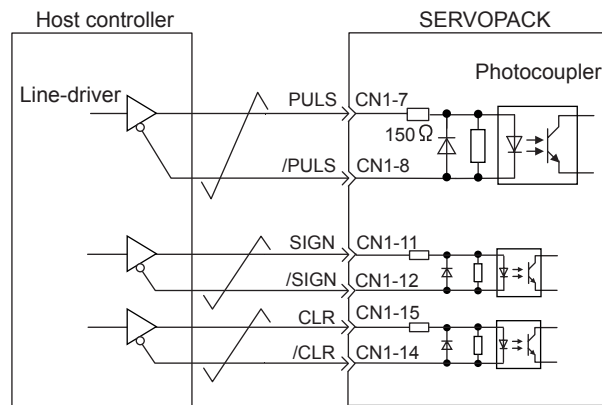 Host controller
SERVOPACK
Line-driver
Photocoupler
PULS CN1-7
150 Ω
/PULS CN1-8
SIGN CN1-11
/SIGN CN1-12
CLR CN1-15
/CLR CN1-14